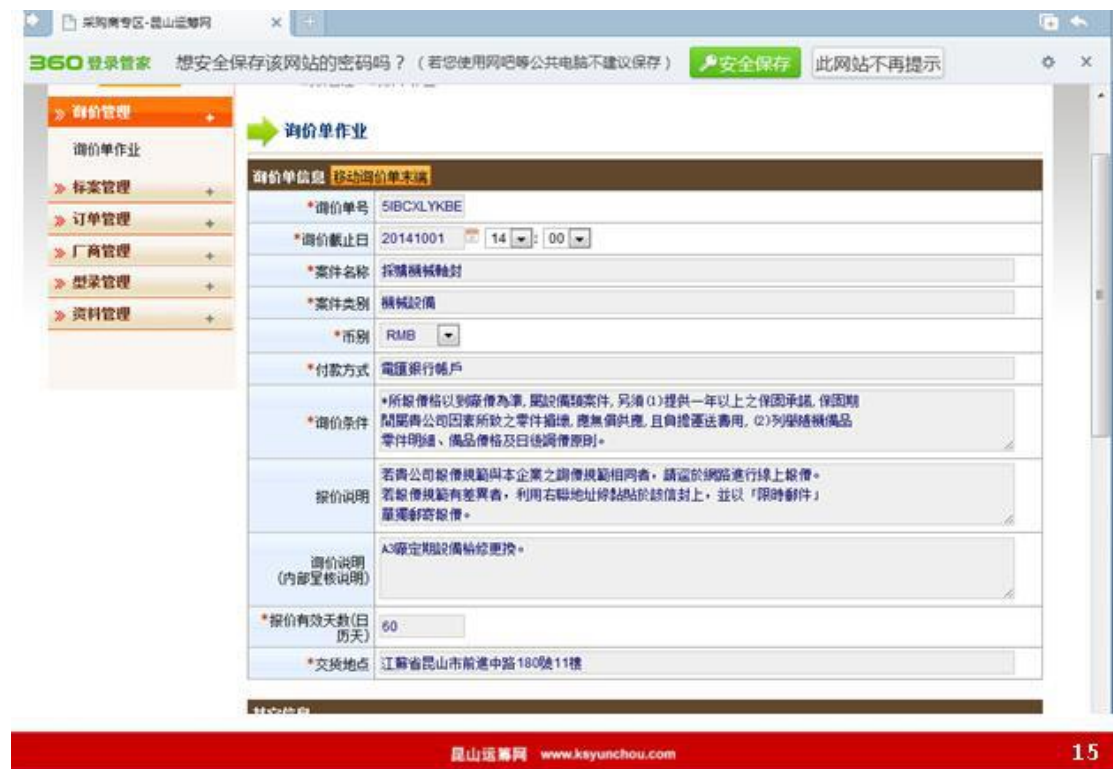 采购商专区-昆山运筹网
360登录管家 想安全保存该网站的密码吗？（若您使用网吧等公共电脑不建议保存） 安全保存 此网站不再提示
询价管理
询价单作业
标案管理
订单管理
厂商管理
型录管理
资料管理
询价单作业
询价单信息 移动询价单末端
*询价单号 5IBCXLYKBE
*询价截止日 20141001 14 : 00
*案件名称 採購機械軸封
*案件类别 機械設備
*币别 RMB
*付款方式 電匯銀行帳戶
*询价条件 *所報價格以到廠價為準,屬設備類案件,另須(1)提供一年以上之保固承諾,保固期
間屬貴公司因素所致之零件損壞,應無償供應,且負擔運送費用,(2)列舉隨機備品
零件明細、備品價格及日後調價原則。
报价说明 若貴公司報價規範與本企業之詢價規範相同者，請逕於網路進行線上報價。
若報價規範有差異者，利用右聯地址條黏貼於該信封上，並以「限時郵件」
單獨郵寄報價。
询价说明
(内部呈核说明) A3廠定期設備檢修更換。
*报价有效天数(日
历天) 60
*交货地点 江蘇省昆山市前進中路180號11樓
其它信息
昆山运筹网 www.ksyunchou.com
15